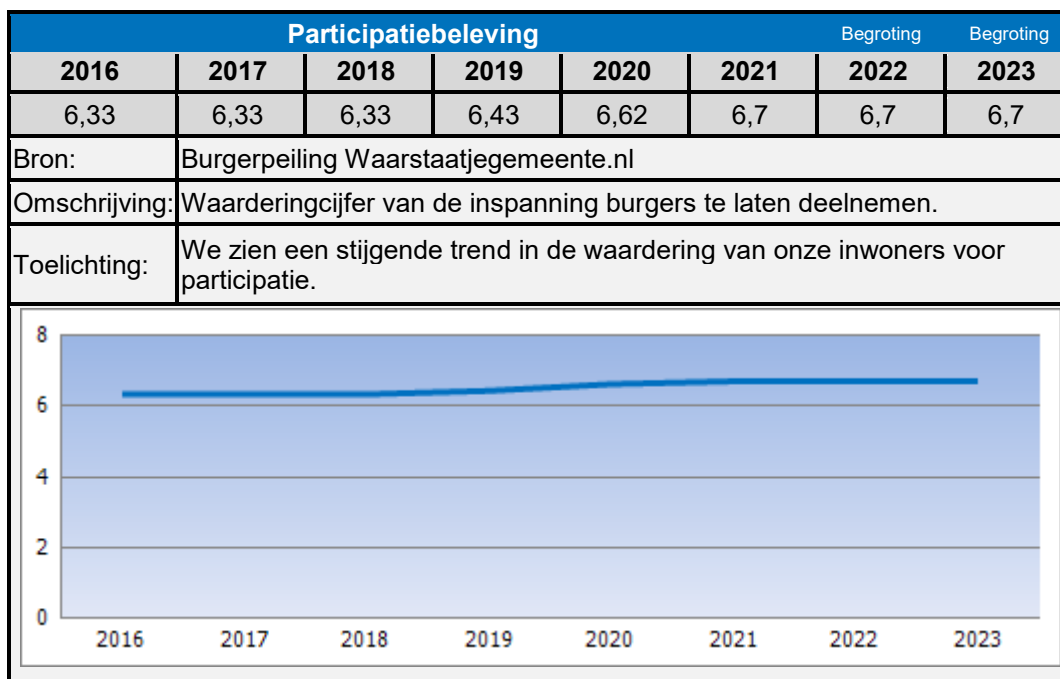 Participatiebeleving Begroting Begroting
2016 2017 2018 2019 2020 2021 2022 2023
6,33 6,33 6,33 6,43 6,62 6,7 6,7 6,7
Bron: Burgerpeiling Waarstaatjegemeente.nl
Omschrijving: Waarderingcijfer van de inspanning burgers te laten deelnemen.
Toelichting: We zien een stijgende trend in de waardering van onze inwoners voor
participatie.
8
6
4
2
0
2016 2017 2018 2019 2020 2021 2022 2023